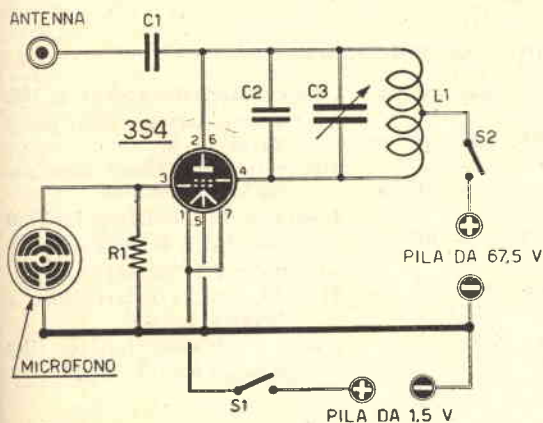 ANTENNA
C1
C2
C3
L1
S2
3S4
2 6
3
4
1
5
7
R1
PILA DA 67,5 V
MICROFONO
S1
PILA DA 1,5 V